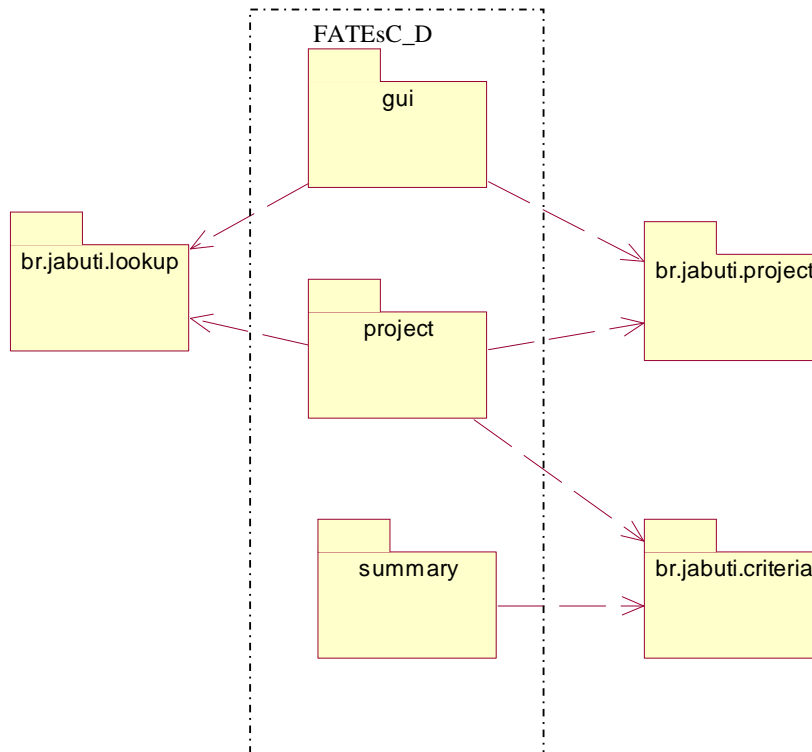 FATEsC_D
gui
br.jabuti.lookup
br.jabuti.project
project
summary
br.jabuti.criteria